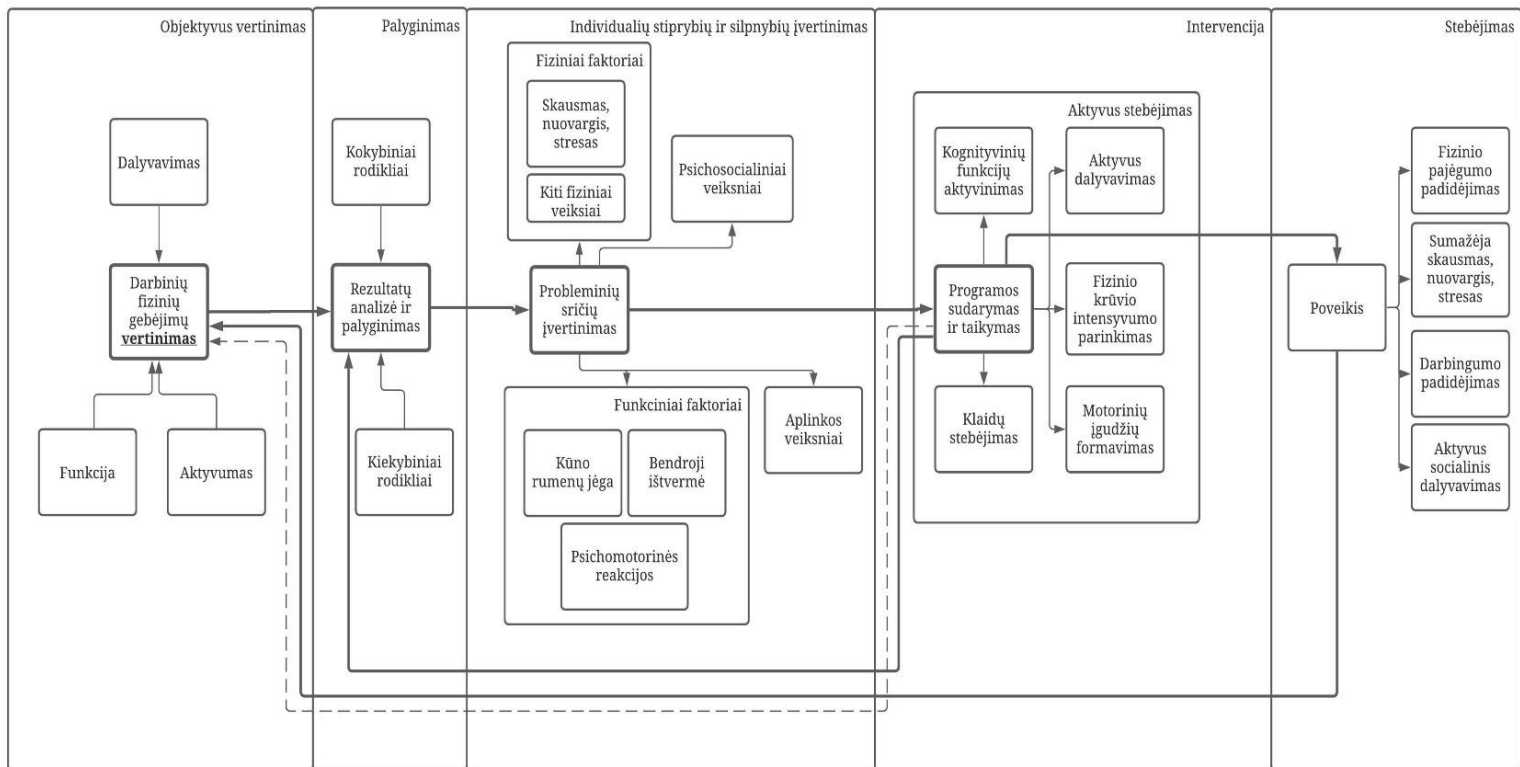 Objektyvus vertinimas
Dalyvavimas
Darbinių
fizinių
gebėjimų
vertinimas
Funkcija
Aktyvumas
Palyginimas
Kokybiniai
rodikliai
Rezultatų
analizė ir
palyginimas
Kiekybiniai
rodikliai
Individualių stiprybių ir silpnybių įvertinimas
Fiziniai faktoriai
Skausmas,
nuovargis,
stresas
Kiti fiziniai
veiksiai
Psichosocialiniai
veiksniai
Probleminių
sričių
įvertinimas
Funkciniai faktoriai
Kūno
rumenų jėga
Bendroji
ištvermė
Psichomotorinės
reakcijos
Aplinkos
veiksniai
Intervencija
Aktyvus stebėjimas
Kognityvinių
funkcijų
aktyvinimas
Aktyvus
dalyvavimas
Programos
sudarymas
ir taikymas
Fizinio
krūvio
intensyvumo
parinkimas
Klaidų
stebėjimas
Motorinių
įgudžių
formavimas
Stebėjimas
Poveikis
Fizinio
pajėgumo
padidėjimas
Sumažėja
skausmas,
nuovargis,
stresas
Darbingumo
padidėjimas
Aktyvus
socialinis
dalyvavimas